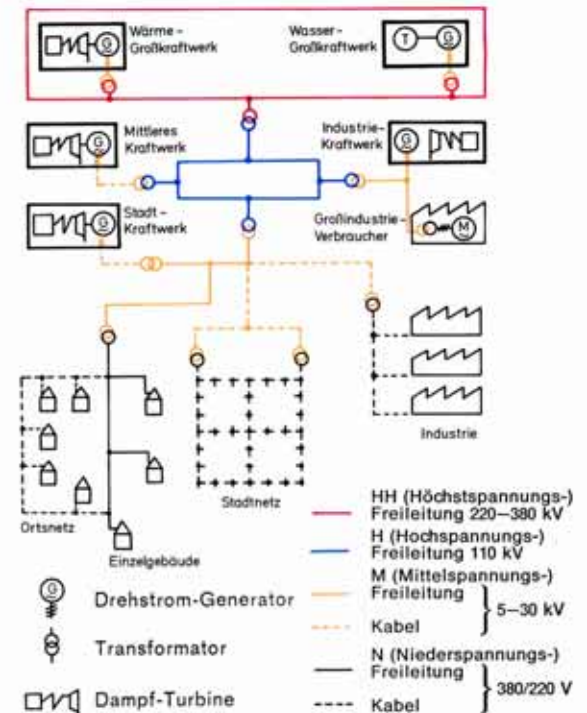 Wärme-
Großkraftwerk
G
Wasser-
Großkraftwerk
T
G
Mittleres
Kraftwerk
G
Industrie-
Kraftwerk
G
Stadt-
Kraftwerk
G
Großindustrie-
Verbraucher
M
Industrie
Stadtnetz
Ortsnetz
Einzelgebäude
HH (Höchstspannungs-)
Freileitung 220–380 kV
H (Hochspannungs-)
Freileitung 110 kV
M (Mittelspannungs-)
Freileitung
Kabel
5–30 kV
N (Niederspannungs-)
Freileitung
Kabel
380/220 V
G
Drehstrom-Generator
Transformator
Dampf-Turbine